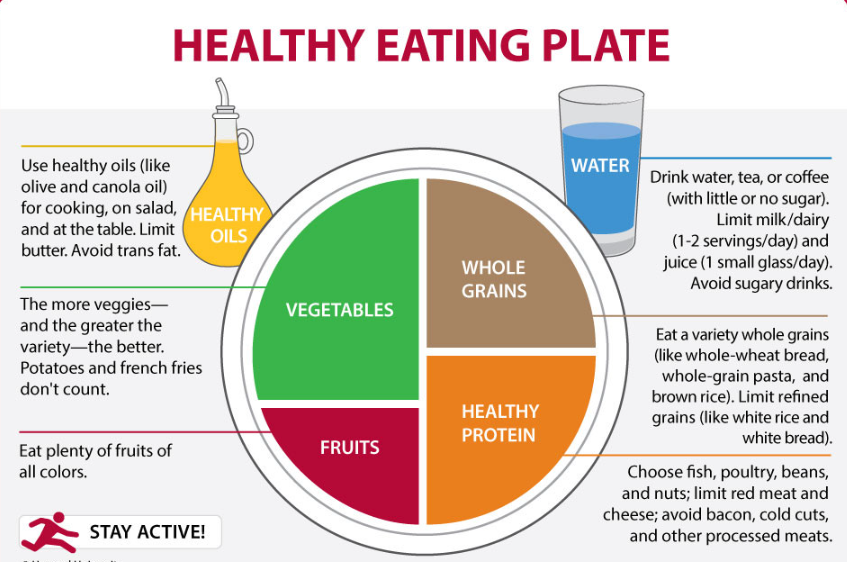 HEALTHY EATING PLATE
Use healthy oils (like
olive and canola oil)
for cooking, on salad,
and at the table. Limit
butter. Avoid trans fat.
HEALTHY
OILS
WATER
Drink water, tea, or coffee
(with little or no sugar).
Limit milk/dairy
(1-2 servings/day) and
juice (1 small glass/day).
Avoid sugary drinks.
The more veggies—
and the greater the
variety—the better.
Potatoes and french fries
don't count.
VEGETABLES
WHOLE
GRAINS
Eat a variety whole grains
(like whole-wheat bread,
whole-grain pasta, and
brown rice). Limit refined
grains (like white rice and
white bread).
Eat plenty of fruits of
all colors.
FRUITS
HEALTHY
PROTEIN
Choose fish, poultry, beans,
and nuts; limit red meat and
cheese; avoid bacon, cold cuts,
and other processed meats.
STAY ACTIVE!